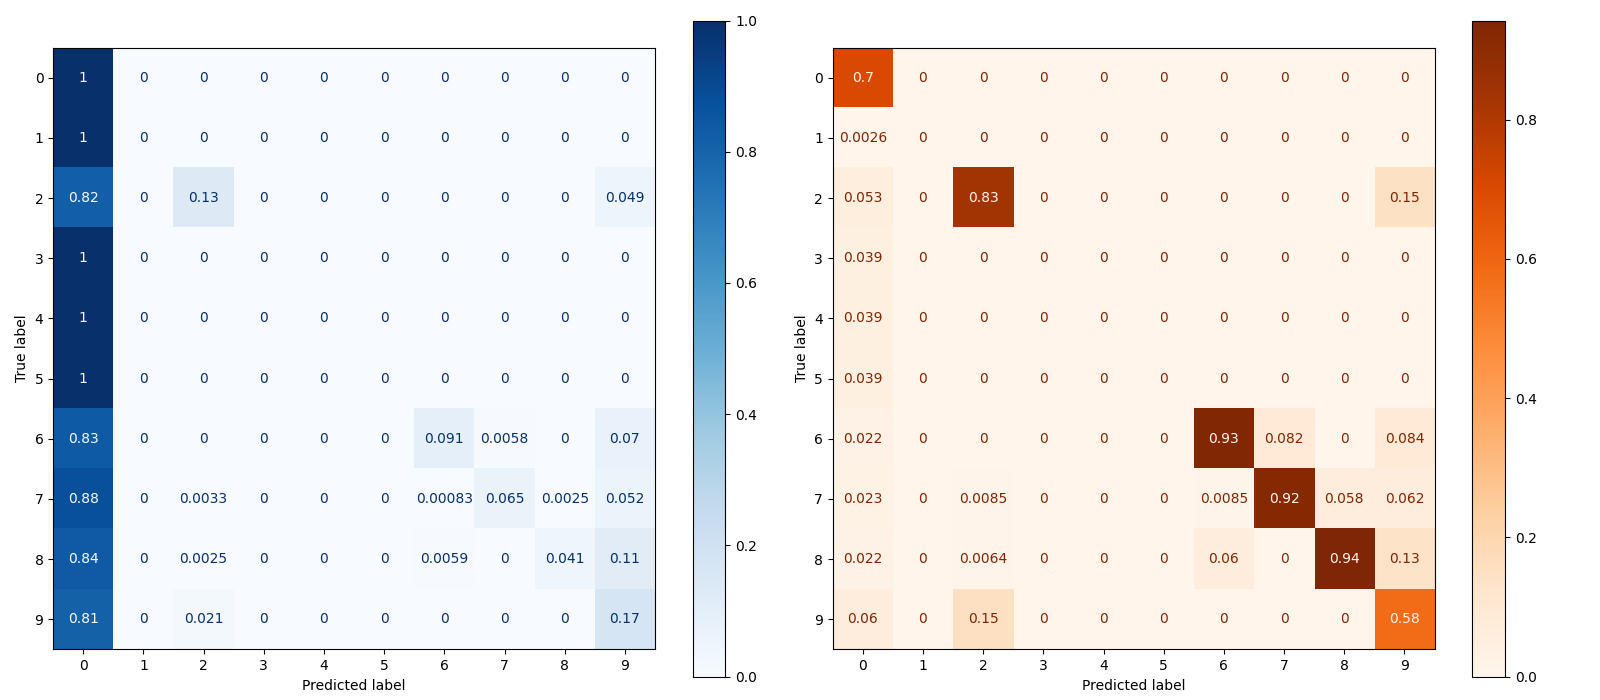 1.0
0 1 0 0 0 0 0 0 0 0 0 0 0.7 0 0 0 0 0 0 0 0 0
1 1 0 0 0 0 0 0 0 0 0 1 0.0026 0 0 0 0 0 0 0 0 0
0.8 0.8
2 0.82 0 0.13 0 0 0 0 0 0 0.049 2 0.053 0 0.83 0 0 0 0 0 0 0.15
3 1 0 0 0 0 0 0 0 0 0 3 0.039 0 0 0 0 0 0 0 0 0
0.6 0.6
4 1 0 0 0 0 0 0 0 0 0 4 0.039 0 0 0 0 0 0 0 0 0
True label True label
5 1 0 0 0 0 0 0 0 0 0 5 0.039 0 0 0 0 0 0 0 0 0
0.4 0.4
6 0.83 0 0 0 0 0 0.091 0.0058 0 0.07 6 0.022 0 0 0 0 0 0.93 0.082 0 0.084
7 0.88 0 0.0033 0 0 0 0.00083 0.065 0.0025 0.052 7 0.023 0 0.0085 0 0 0 0.0085 0.92 0.058 0.062
0.2 0.2
8 0.84 0 0.0025 0 0 0 0.0059 0 0.041 0.11 8 0.022 0 0.0064 0 0 0 0.06 0 0.94 0.13
9 0.81 0 0.021 0 0 0 0 0 0 0.17 9 0.06 0 0.15 0 0 0 0 0 0 0.58
0.0 0.0
0 1 2 3 4 5 6 7 8 9 0 1 2 3 4 5 6 7 8 9
Predicted label Predicted label